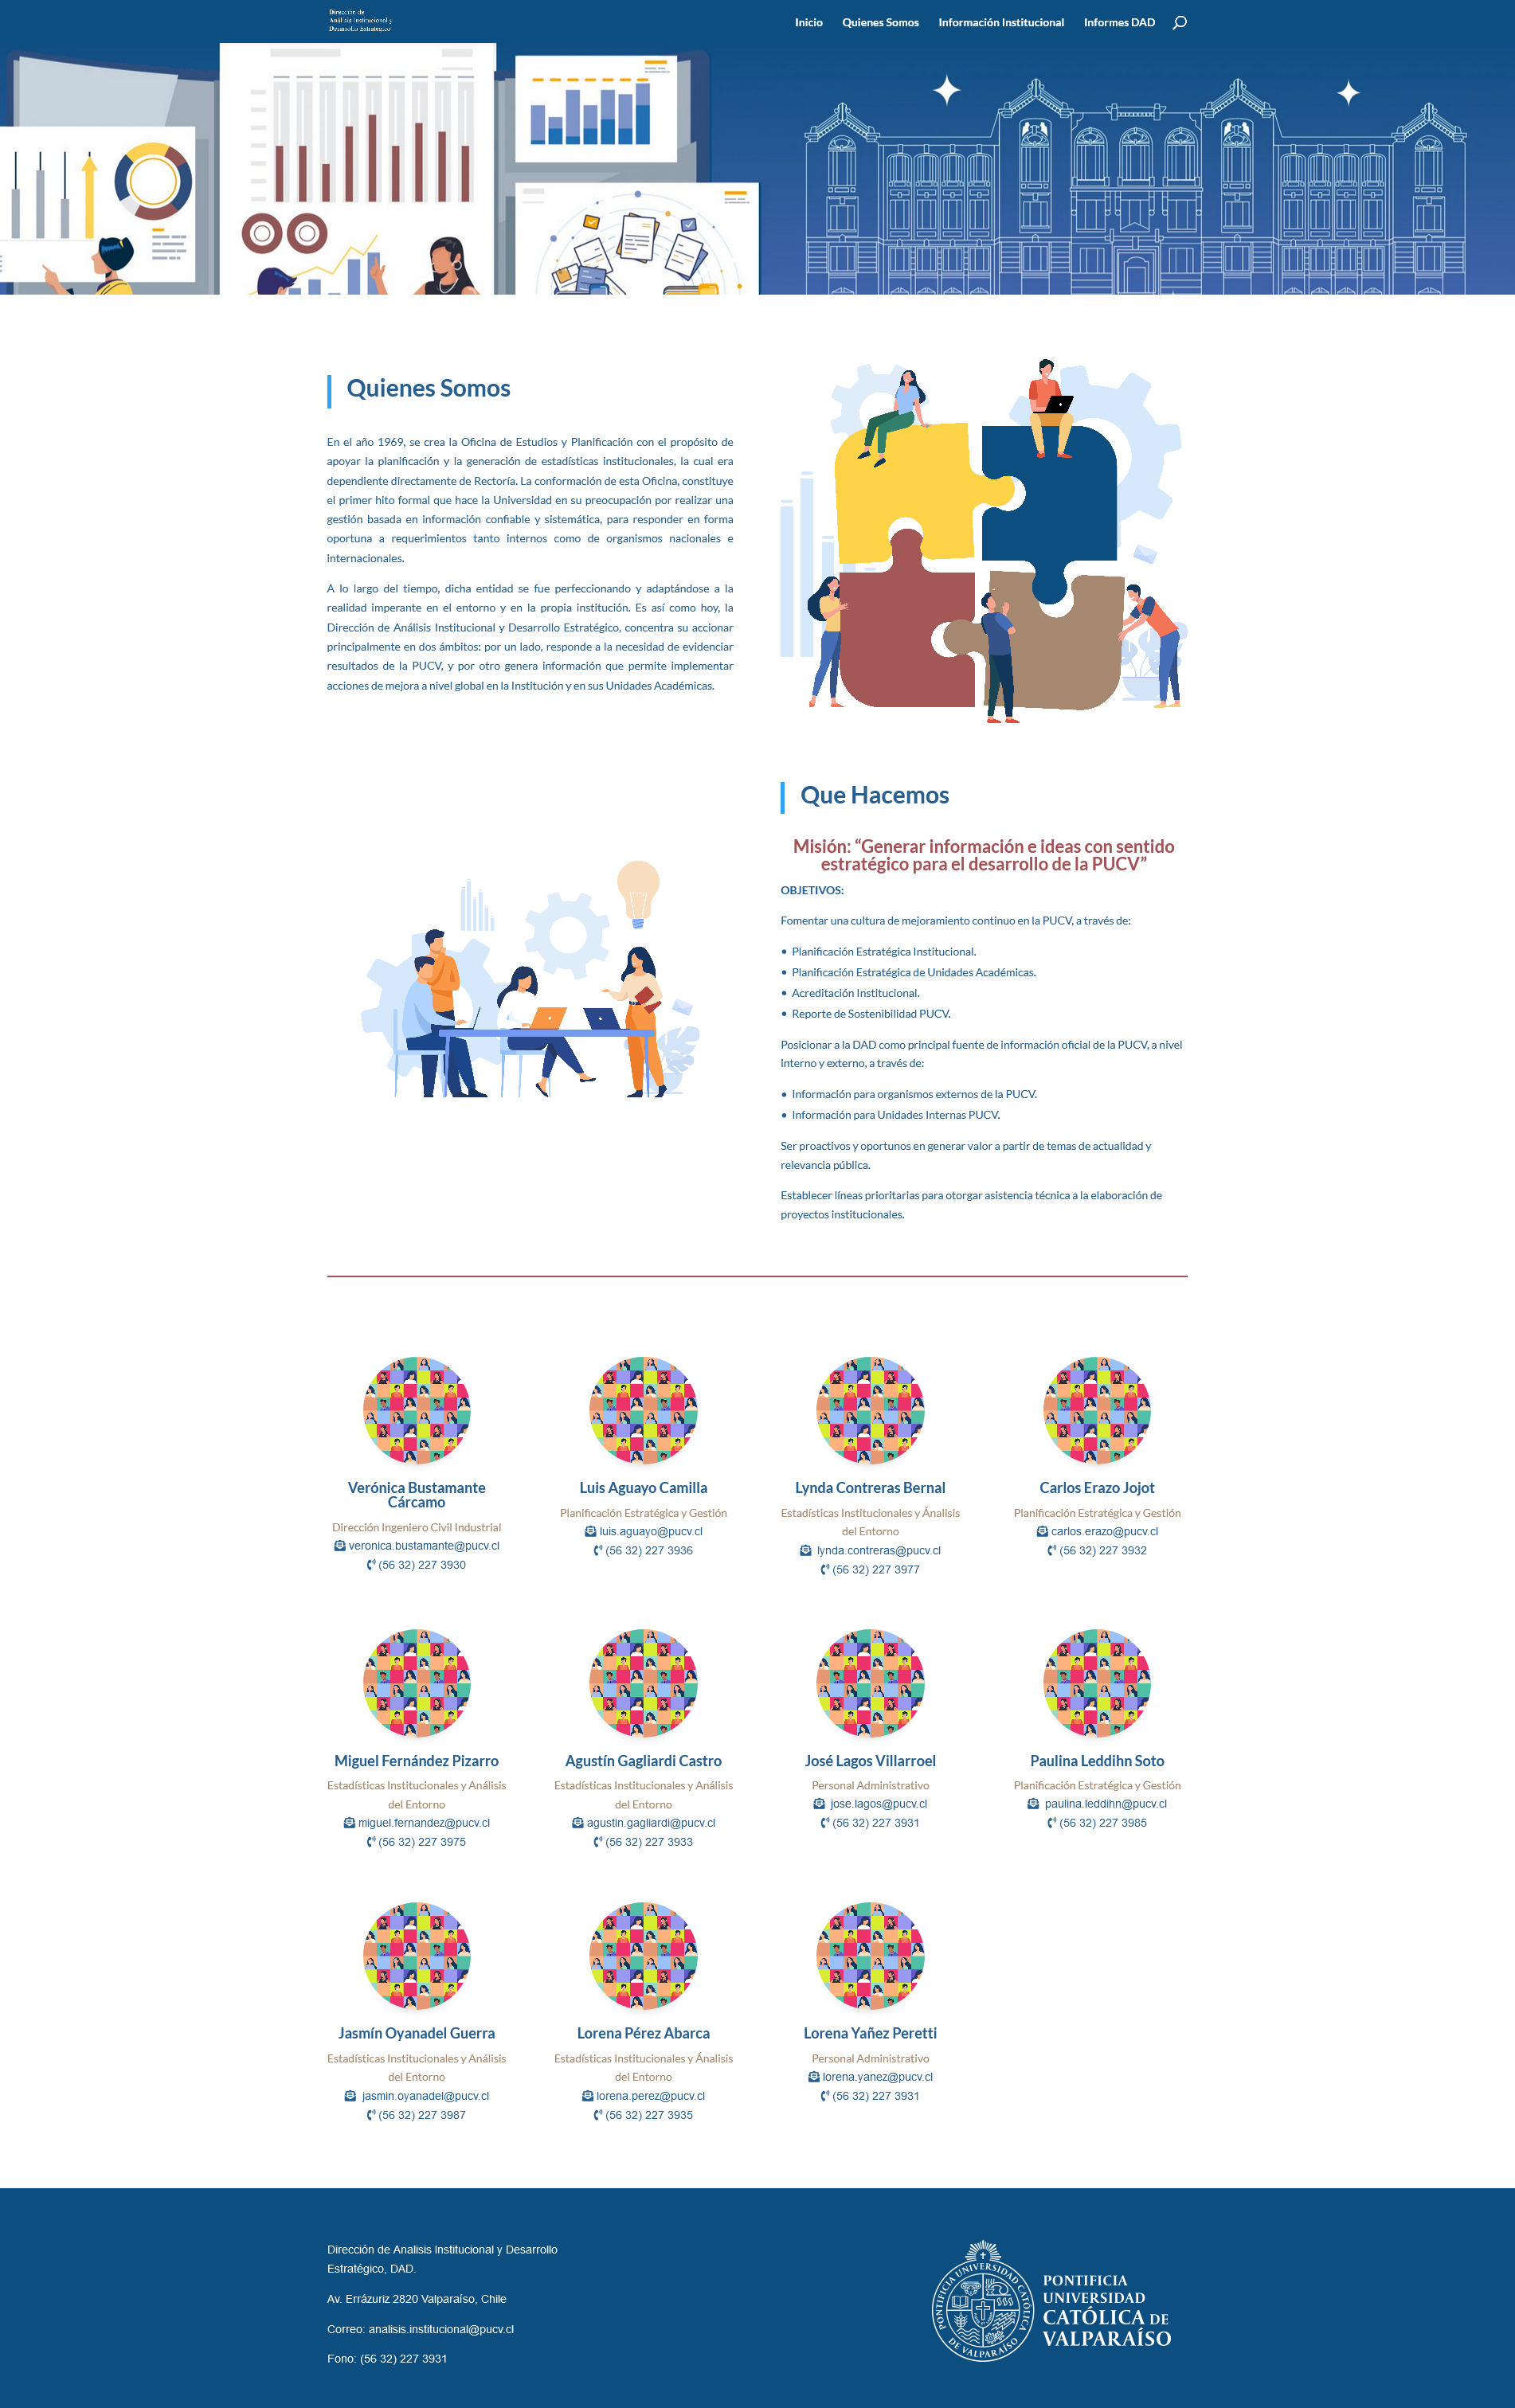 Dirección de
Análisis Institucional y
Desarrollo Estratégico
Inicio
Quienes Somos
Información Institucional
Informes DAD
Quienes Somos
En el año 1969, se crea la Oficina de Estudios y Planificación con el propósito de
apoyar la planificación y la generación de estadísticas institucionales, la cual era
dependiente directamente de Rectoría. La conformación de esta Oficina, constituye
el primer hito formal que hace la Universidad en su preocupación por realizar una
gestión basada en información confiable y sistemática, para responder en forma
oportuna a requerimientos tanto internos como de organismos nacionales e
internacionales.
A lo largo del tiempo, dicha entidad se fue perfeccionando y adaptándose a la
realidad imperante en el entorno y en la propia institución. Es así como hoy, la
Dirección de Análisis Institucional y Desarrollo Estratégico, concentra su accionar
principalmente en dos ámbitos: por un lado, responde a la necesidad de evidenciar
resultados de la PUCV, y por otro genera información que permite implementar
acciones de mejora a nivel global en la Institución y en sus Unidades Académicas.
Que Hacemos
Misión: “Generar información e ideas con sentido
estratégico para el desarrollo de la PUCV”
OBJETIVOS:
Fomentar una cultura de mejoramiento continuo en la PUCV, a través de:
• Planificación Estratégica Institucional.
• Planificación Estratégica de Unidades Académicas.
• Acreditación Institucional.
• Reporte de Sostenibilidad PUCV.
Posicionar a la DAD como principal fuente de información oficial de la PUCV, a nivel
interno y externo, a través de:
• Información para organismos externos de la PUCV.
• Información para Unidades Internas PUCV.
Ser proactivos y oportunos en generar valor a partir de temas de actualidad y
relevancia pública.
Establecer líneas prioritarias para otorgar asistencia técnica a la elaboración de
proyectos institucionales.
Verónica Bustamante
Cárcamo
Dirección Ingeniero Civil Industrial
veronica.bustamante@pucv.cl
(56 32) 227 3930
Luis Aguayo Camilla
Planificación Estratégica y Gestión
luis.aguayo@pucv.cl
(56 32) 227 3936
Lynda Contreras Bernal
Estadísticas Institucionales y Ánalisis
del Entorno
lynda.contreras@pucv.cl
(56 32) 227 3977
Carlos Erazo Jojot
Planificación Estratégica y Gestión
carlos.erazo@pucv.cl
(56 32) 227 3932
Miguel Fernández Pizarro
Estadísticas Institucionales y Análisis
del Entorno
miguel.fernandez@pucv.cl
(56 32) 227 3975
Agustín Gagliardi Castro
Estadísticas Institucionales y Análisis
del Entorno
agustin.gagliardi@pucv.cl
(56 32) 227 3933
José Lagos Villarroel
Personal Administrativo
jose.lagos@pucv.cl
(56 32) 227 3931
Paulina Leddihn Soto
Planificación Estratégica y Gestión
paulina.leddihn@pucv.cl
(56 32) 227 3985
Jasmín Oyanadel Guerra
Estadísticas Institucionales y Análisis
del Entorno
jasmin.oyanadel@pucv.cl
(56 32) 227 3987
Lorena Pérez Abarca
Estadísticas Institucionales y Ánalisis
del Entorno
lorena.perez@pucv.cl
(56 32) 227 3935
Lorena Yañez Peretti
Personal Administrativo
lorena.yanez@pucv.cl
(56 32) 227 3931
Dirección de Analisis Institucional y Desarrollo
Estratégico, DAD.
Av. Errázuriz 2820 Valparaíso, Chile
Correo: analisis.institucional@pucv.cl
Fono: (56 32) 227 3931
PONTIFICIA UNIVERSIDAD CATÓLICA
DE VALPARAÍSO
PONTIFICIA
UNIVERSIDAD
CATÓLICA DE
VALPARAÍSO